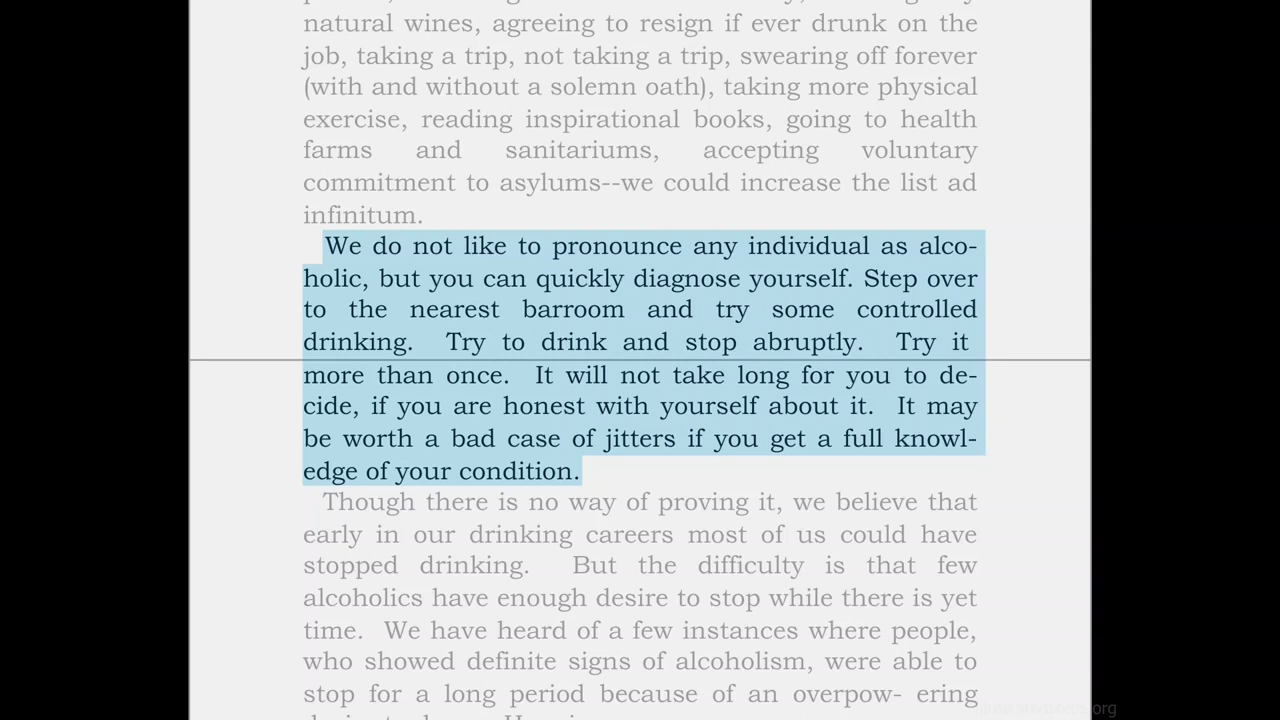 natural wines, agreeing to resign if ever drunk on the
job, taking a trip, not taking a trip, swearing off forever
(with and without a solemn oath), taking more physical
exercise, reading inspirational books, going to health
farms and sanitariums, accepting voluntary
commitment to asylums--we could increase the list ad
infinitum.
We do not like to pronounce any individual as alco-
holic, but you can quickly diagnose yourself. Step over
to the nearest barroom and try some controlled
drinking. Try to drink and stop abruptly. Try it
more than once. It will not take long for you to de-
cide, if you are honest with yourself about it. It may
be worth a bad case of jitters if you get a full knowl-
edge of your condition.
Though there is no way of proving it, we believe that
early in our drinking careers most of us could have
stopped drinking. But the difficulty is that few
alcoholics have enough desire to stop while there is yet
time. We have heard of a few instances where people,
who showed definite signs of alcoholism, were able to
stop for a long period because of an overpow- ering